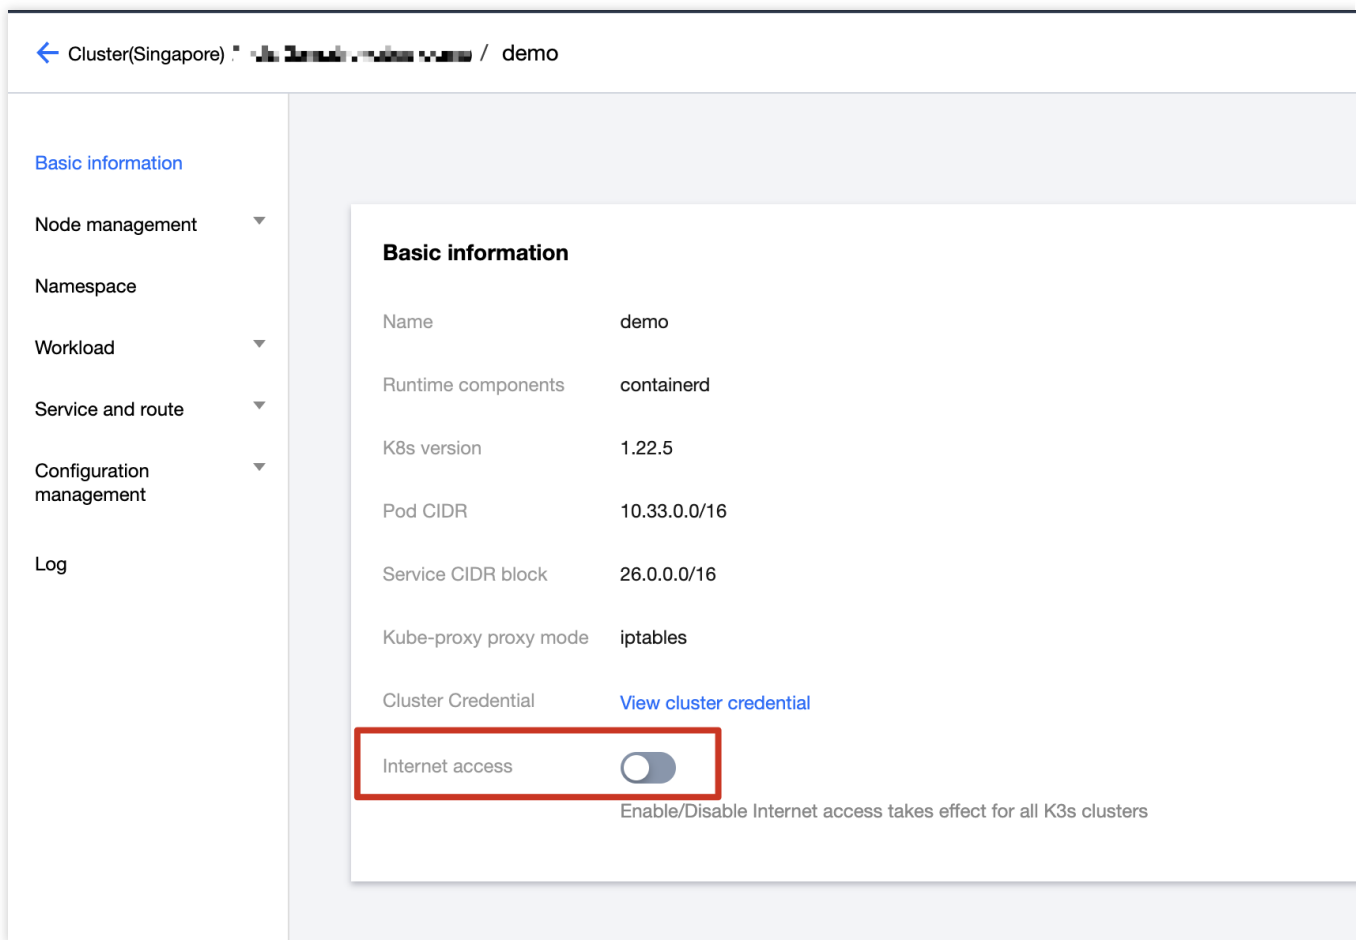 Cluster(Singapore) / demo
Basic information
Node management
Namespace
Workload
Service and route
Configuration
management
Log
Basic information
Name demo
Runtime components containerd
K8s version 1.22.5
Pod CIDR 10.33.0.0/16
Service CIDR block 26.0.0.0/16
Kube-proxy proxy mode iptables
Cluster Credential View cluster credential
Internet access
Enable/Disable Internet access takes effect for all K3s clusters